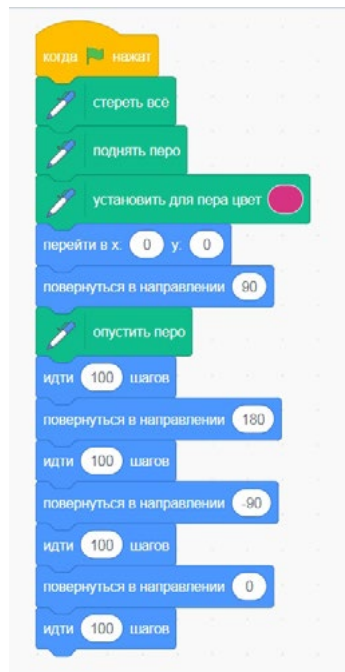 когда нажат
стереть всё
поднять перо
установить для пера цвет
перейти в x: 0 y: 0
повернуться в направлении 90
опустить перо
идти 100 шагов
повернуться в направлении 180
идти 100 шагов
повернуться в направлении -90
идти 100 шагов
повернуться в направлении 0
идти 100 шагов